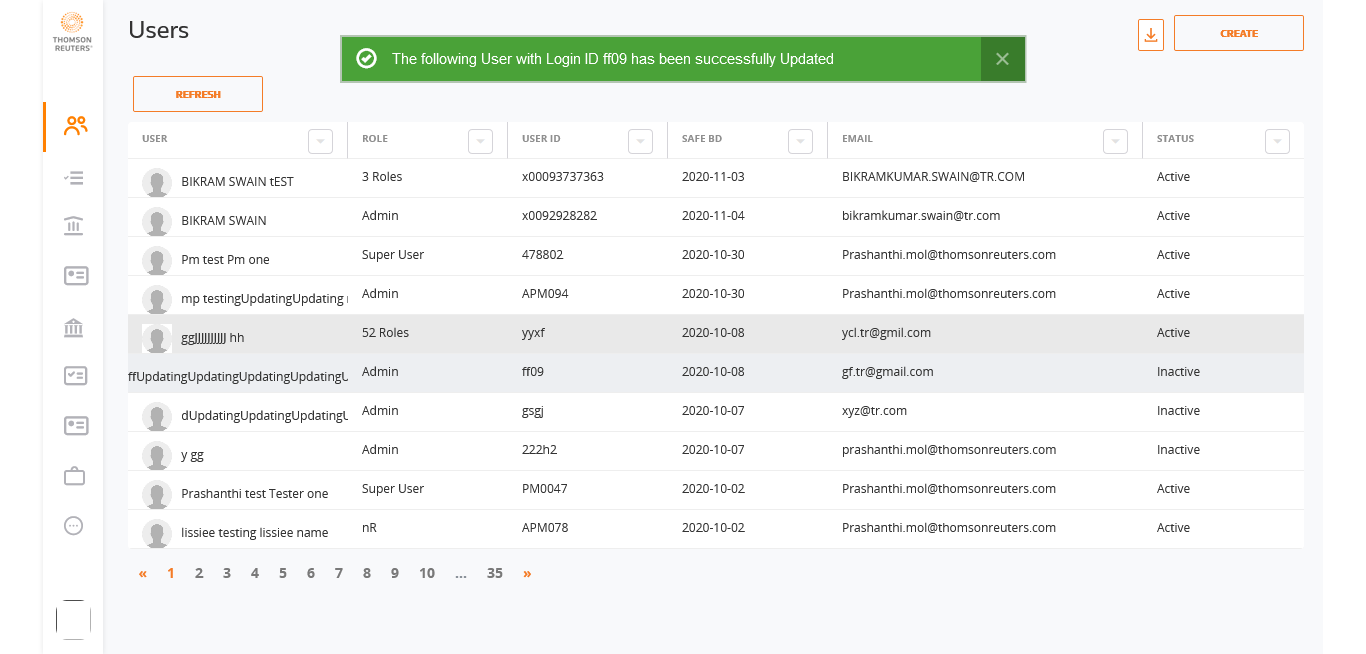 THOMSON
REUTERS®
Users
The following User with Login ID ff09 has been successfully Updated
CREATE
REFRESH
USER ROLE USER ID SAFE BD EMAIL STATUS
BIKRAM SWAIN tEST 3 Roles x00093737363 2020-11-03 BIKRAMKUMAR.SWAIN@TR.COM Active
BIKRAM SWAIN Admin x0092928282 2020-11-04 bikramkumar.swain@tr.com Active
Pm test Pm one Super User 478802 2020-10-30 Prashanthi.mol@thomsonreuters.com Active
mp testingUpdatingUpdating Admin APM094 2020-10-30 Prashanthi.mol@thomsonreuters.com Active
hh 52 Roles yyxf 2020-10-08 ycl.tr@gmil.com Active
ffUpdatingUpdatingUpdatingUpdatingU Admin ff09 2020-10-08 gf.tr@gmail.com Inactive
dUpdatingUpdatingUpdatingU Admin gsgj 2020-10-07 xyz@tr.com Inactive
y gg Admin 222h2 2020-10-07 prashanthi.mol@thomsonreuters.com Inactive
Prashanthi test Tester one Super User PM0047 2020-10-02 Prashanthi.mol@thomsonreuters.com Active
lissiee testing lissiee name nR APM078 2020-10-02 Prashanthi.mol@thomsonreuters.com Active
« 1 2 3 4 5 6 7 8 9 10 ... 35 »